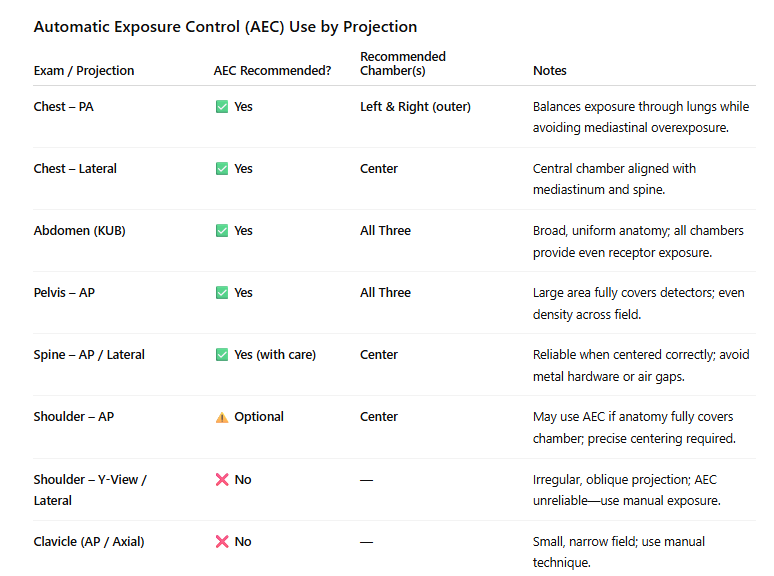 Automatic Exposure Control (AEC) Use by Projection
Exam / Projection AEC Recommended? Recommended Chamber(s) Notes
Chest – PA ✅ Yes Left & Right (outer) Balances exposure through lungs while
avoiding mediastinal overexposure.
Chest – Lateral ✅ Yes Center Central chamber aligned with
mediastinum and spine.
Abdomen (KUB) ✅ Yes All Three Broad, uniform anatomy; all chambers
provide even receptor exposure.
Pelvis – AP ✅ Yes All Three Large area fully covers detectors; even
density across field.
Spine – AP / Lateral ✅ Yes (with care) Center Reliable when centered correctly; avoid
metal hardware or air gaps.
Shoulder – AP ⚠️ Optional Center May use AEC if anatomy fully covers
chamber; precise centering required.
Shoulder – Y-View / ❌ No — Irregular, oblique projection; AEC
Lateral unreliable—use manual exposure.
Clavicle (AP / Axial) ❌ No — Small, narrow field; use manual
technique.